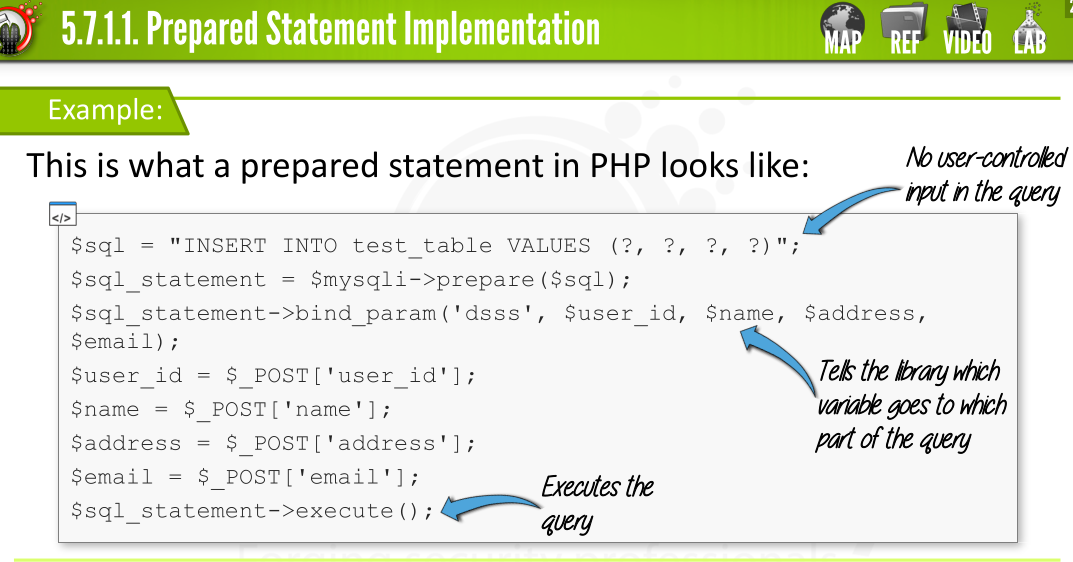 5.7.1.1. Prepared Statement Implementation
MAP REF VIDEO LAB
Example:
This is what a prepared statement in PHP looks like:
No user-controlled
input in the query
</>
$sql = "INSERT INTO test_table VALUES (?, ?, ?, ?)";
$sql_statement = $mysqli->prepare($sql);
$sql_statement->bind_param('dsss', $user_id, $name, $address,
$email);
$user_id = $_POST['user_id'];
$name = $_POST['name'];
$address = $_POST['address'];
$email = $_POST['email'];
$sql_statement->execute();
Tells the library which
variable goes to which
part of the query
Executes the
query
Forging security professionals